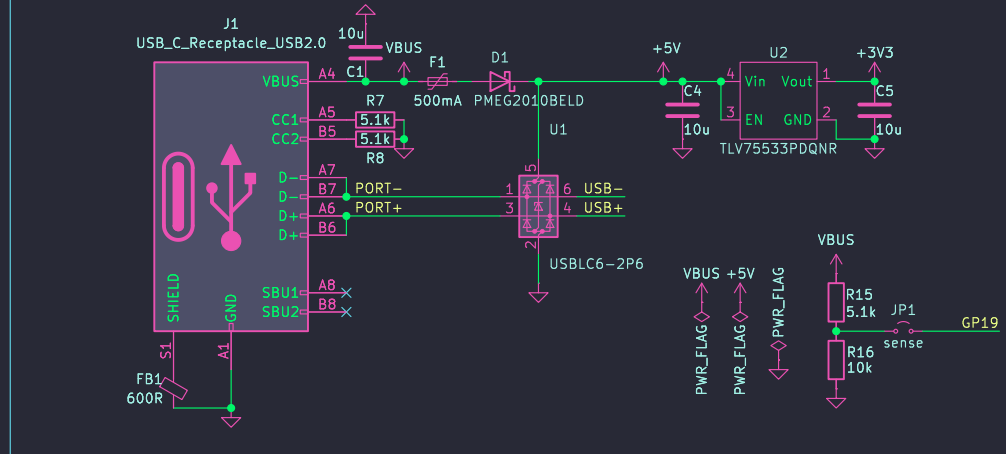 J1
USB_C_Receptacle_USB2.0
10u
C1
VBUS
F1
500mA
D1
PMEG2010BELD
+5V
U2
+3V3
VBUS A4
4 Vin Vout 1
C4
10u
C5
10u
3 EN GND 2
TLV75533PDQNR
CC1 A5
CC2 B5
R7
5.1k
5.1k
R8
U1
D- A7
D- B7
D+ A6
D+ B6
PORT-
PORT+
5
1 6
3 4
2
USB-
USB+
USBLC6-2P6
SBU1 A8
SBU2 B8
SHIELD
GND
S1
A1
FB1
600R
VBUS +5V
PWR_FLAG
PWR_FLAG
PWR_FLAG
VBUS
R15
5.1k
JP1
sense
GP19
R16
10k